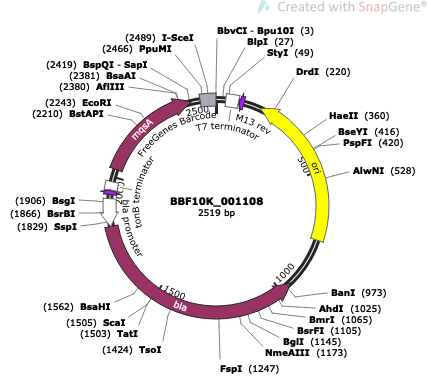 Created with SnapGene®
(2489) I-SceI
(2466) PpuMI
(2419) BspQI - SapI
(2381) BsaAI
(2380) AflIII
(2243) EcoRI
(2210) BstAPI
BbvCI - Bpu10I (3)
BlpI (27)
StyI (49)
DrdI (220)
HaeII (360)
BseYI (416)
PspFI (420)
AlwNI (528)
2500
FreeGenes Barcode
T7 terminator
M13 rev
mqsA
ori
500
tonB terminator
bla promoter
BBF10K_001108
2519 bp
(1906) BsgI
(1866) BsrBI
(1829) SspI
1000
1500
bla
(1562) BsaHI
(1505) ScaI
(1503) TatI
(1424) TsoI
FspI (1247)
BanI (973)
AhdI (1025)
BmrI (1065)
BsrFI (1105)
BglI (1145)
NmeAIII (1173)